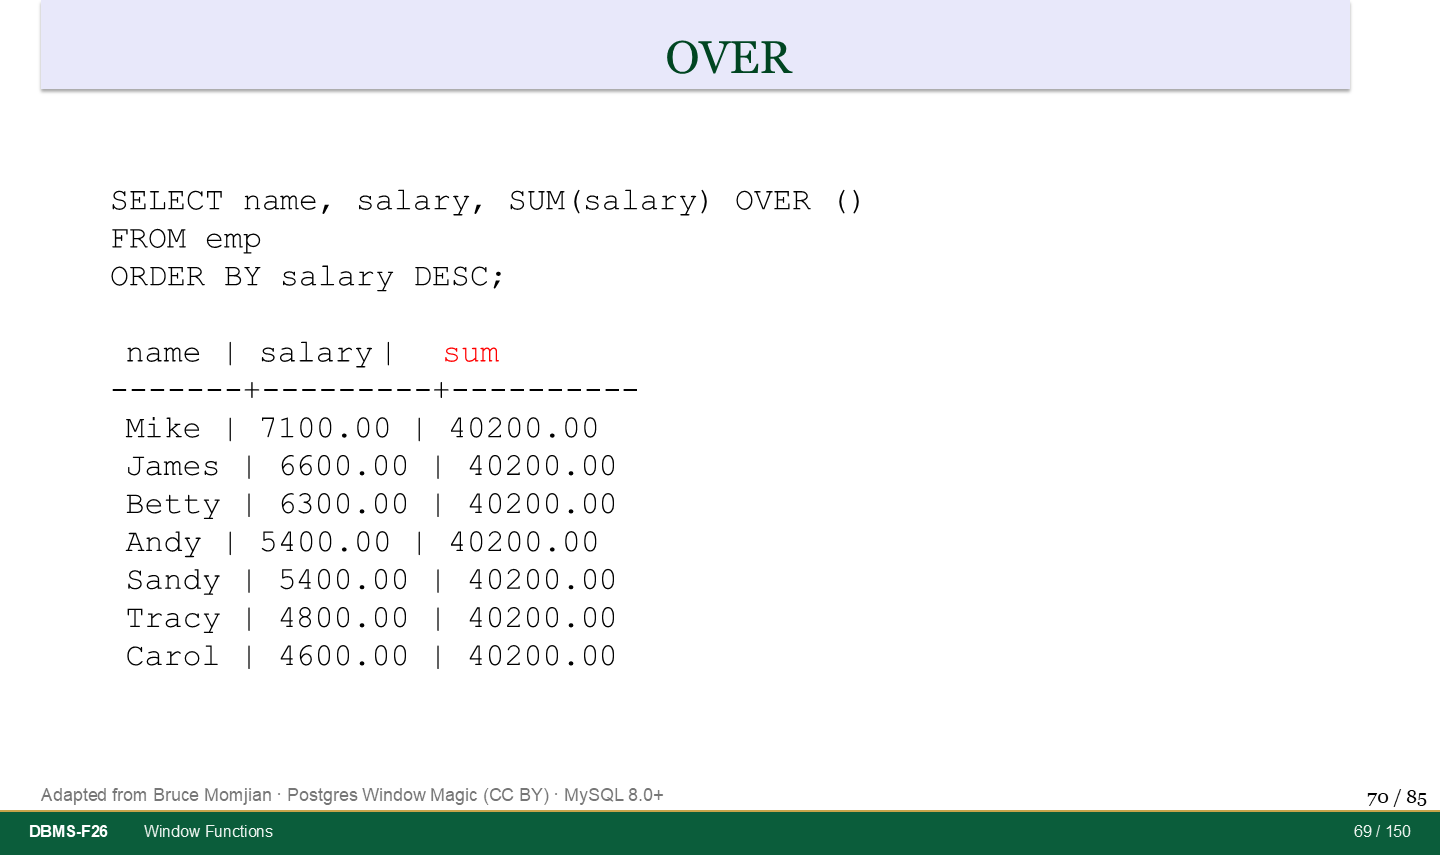 OVER
SELECT name, salary, SUM(salary) OVER ()
FROM emp
ORDER BY salary DESC;
name | salary | sum
-------+---------+----------
Mike | 7100.00 | 40200.00
James | 6600.00 | 40200.00
Betty | 6300.00 | 40200.00
Andy | 5400.00 | 40200.00
Sandy | 5400.00 | 40200.00
Tracy | 4800.00 | 40200.00
Carol | 4600.00 | 40200.00
Adapted from Bruce Momjian · Postgres Window Magic (CC BY) · MySQL 8.0+
70 / 85
DBMS-F26 Window Functions 69 / 150